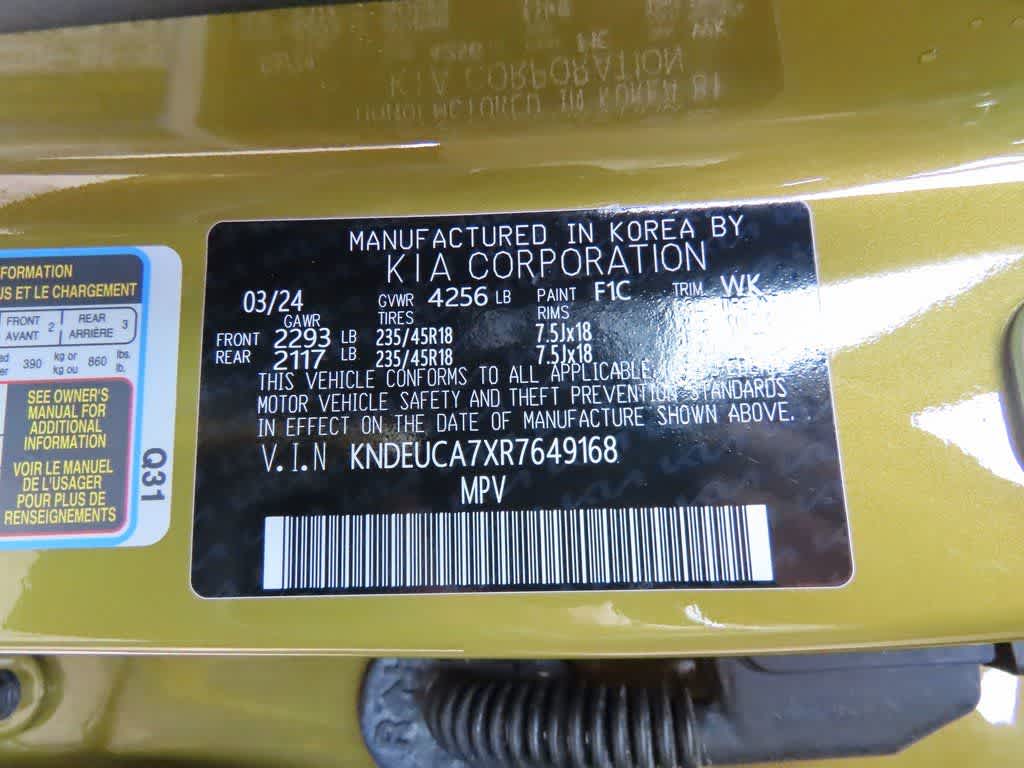 KIA CORPORATION
MANUFACTURED IN KOREA BY
MANUFACTURED IN KOREA BY
KIA CORPORATION
03/24 GVWR 4256 LB PAINT F1C TRIM WK
GAWR TIRES RIMS
FRONT 2293 LB 235/45R18 7.5Jx18
REAR 2117 LB 235/45R18 7.5Jx18
THIS VEHICLE CONFORMS TO ALL APPLICABLE
MOTOR VEHICLE SAFETY AND THEFT PREVENTION STANDARDS
IN EFFECT ON THE DATE OF MANUFACTURE SHOWN ABOVE.
V.I.N KNDEUCA7XR7649168
MPV
FORMATION
US ET LE CHARGEMENT
FRONT 2 REAR 3
AVANT ARRIÈRE
390 kg or 860 lbs.
kg ou lb.
SEE OWNER'S
MANUAL FOR
ADDITIONAL
INFORMATION
VOIR LE MANUEL
DE L'USAGER
POUR PLUS DE
RENSEIGNEMENTS
Q31